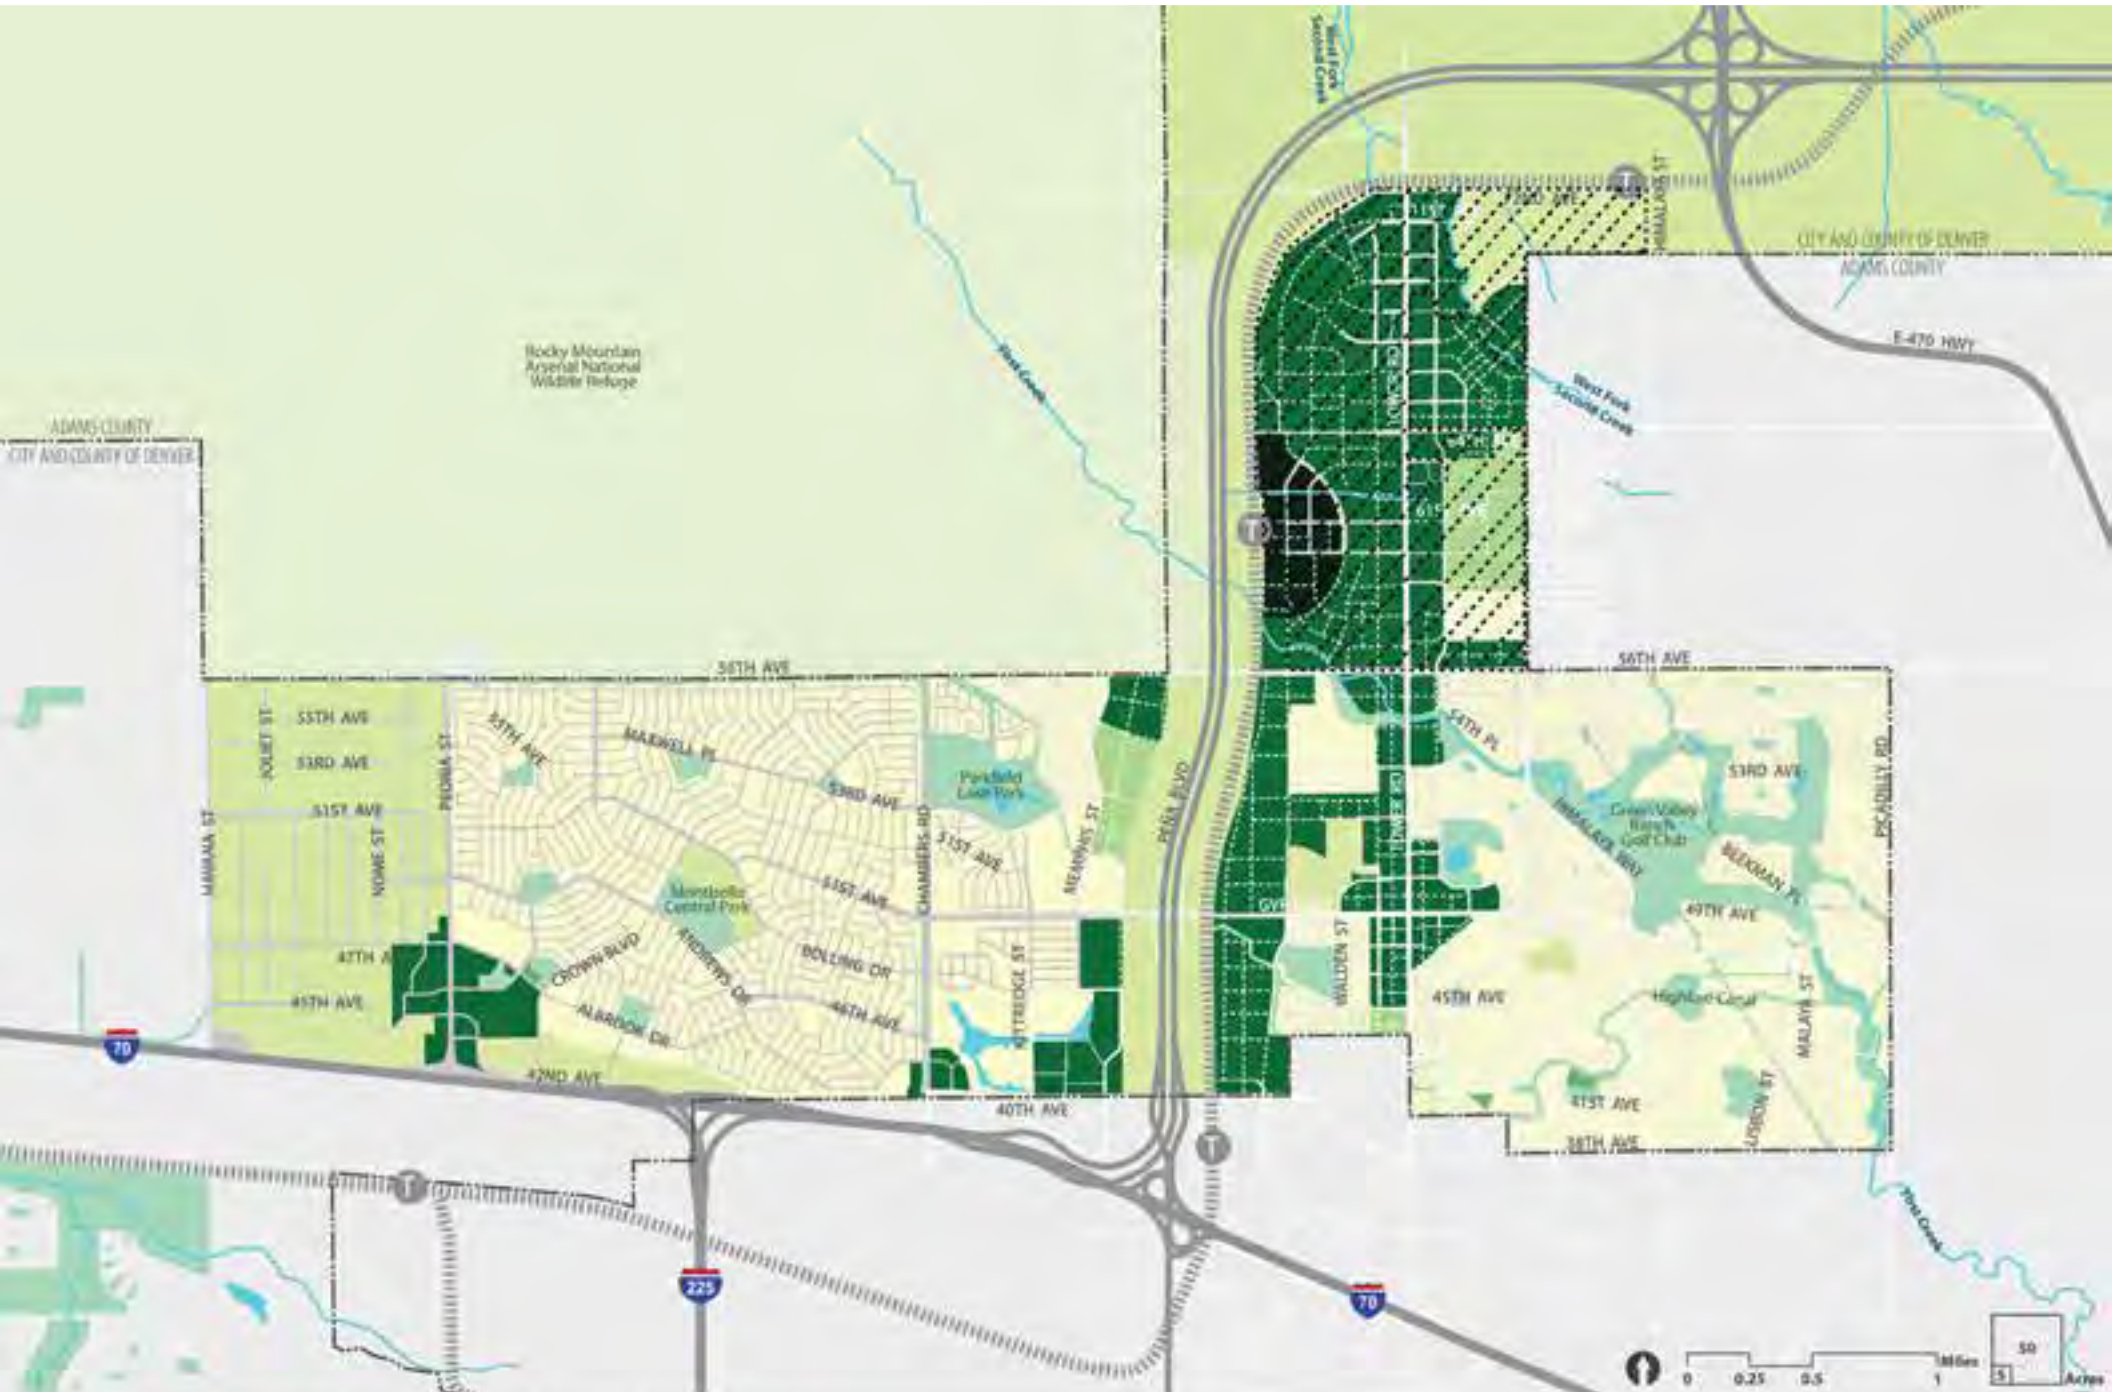 West Fork
Second Creek
HIMALAYA ST
CITY AND COUNTY OF DENVER
ADAMS COUNTY
E-470 HWY
First Creek
Rocky Mountain
Arsenal National
Wildlife Refuge
TOWER RD
West Fork
Second Creek
ADAMS COUNTY
CITY AND COUNTY OF DENVER
T
T
56TH AVE
56TH AVE
JOLIET ST
55TH AVE
53RD AVE
51ST AVE
PEORIA ST
55TH AVE
MAXWELL PL
53RD AVE
Parkfield
Lake Park
PENA BLVD
54TH PL
TOWER RD
53RD AVE
PICADILLY RD
Green Valley
Ranch
Golf Club
HIMALAYA WAY
BEEKMAN PL
49TH AVE
HAVANA ST
NOME ST
Montbello
Central Park
51ST AVE
CHAMBERS RD
51ST AVE
47TH A
45TH AVE
CROWN BLVD
ANDREWS DR
BOLLING DR
ALBROOK DR
46TH AVE
KITTREDGE ST
WALDEN ST
45TH AVE
Highline Canal
MALAYA ST
42ND AVE
40TH AVE
41ST AVE
LISBON ST
38TH AVE
70
T
T
225
70
First Creek
0 0.25 0.5 1 Miles
50
5
Acres